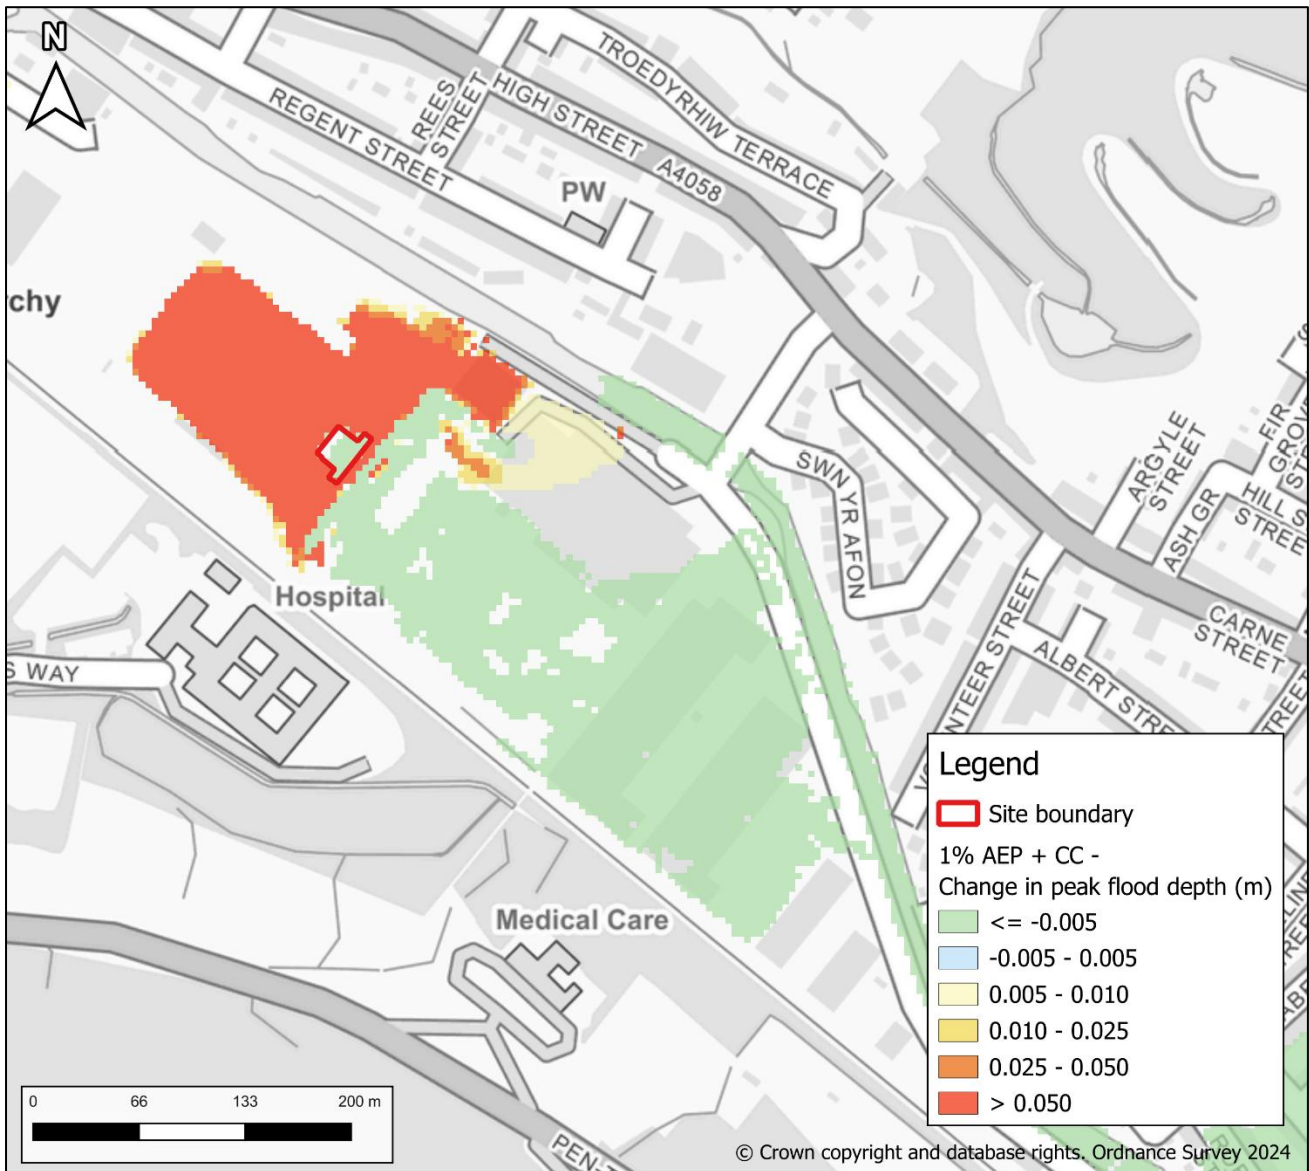 N
TROEDYRHIW TERRACE
REES
STREET
HIGH STREET
A4058
REGENT STREET
PW
chy
ARGYLE
STREET
FIR
GROVE
HILL
STREET
ASH GR
SWN YR AFON
CARNE
STREET
ALBERT
Hospital
S WAY
STREET
Medical Care
Legend
Site boundary
1% AEP + CC -
Change in peak flood depth (m)
<= -0.005
-0.005 - 0.005
0.005 - 0.010
0.010 - 0.025
0.025 - 0.050
> 0.050
0 66 133 200 m
PEN-
© Crown copyright and database rights. Ordnance Survey 2024